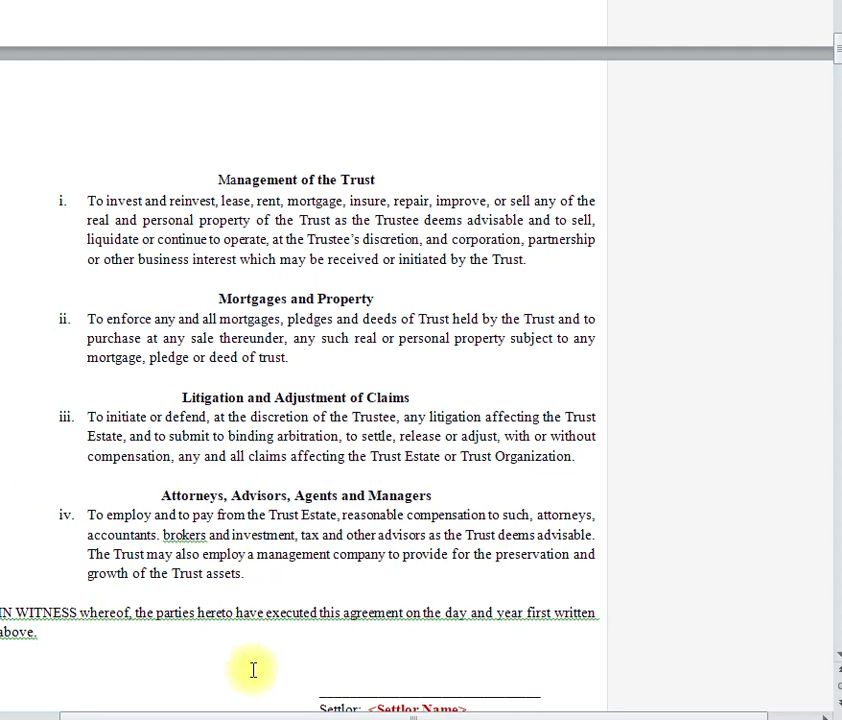 Management of the Trust
i. To invest and reinvest, lease, rent, mortgage, insure, repair, improve, or sell any of the
real and personal property of the Trust as the Trustee deems advisable and to sell,
liquidate or continue to operate, at the Trustee’s discretion, and corporation, partnership
or other business interest which may be received or initiated by the Trust.
Mortgages and Property
ii. To enforce any and all mortgages, pledges and deeds of Trust held by the Trust and to
purchase at any sale thereunder, any such real or personal property subject to any
mortgage, pledge or deed of trust.
Litigation and Adjustment of Claims
iii. To initiate or defend, at the discretion of the Trustee, any litigation affecting the Trust
Estate, and to submit to binding arbitration, to settle, release or adjust, with or without
compensation, any and all claims affecting the Trust Estate or Trust Organization.
Attorneys, Advisors, Agents and Managers
iv. To employ and to pay from the Trust Estate, reasonable compensation to such, attorneys,
accountants. brokers and investment, tax and other advisors as the Trust deems advisable.
The Trust may also employ a management company to provide for the preservation and
growth of the Trust assets.
IN WITNESS whereof, the parties hereto have executed this agreement on the day and year first written
above.
Settlor: <Settlor Name>